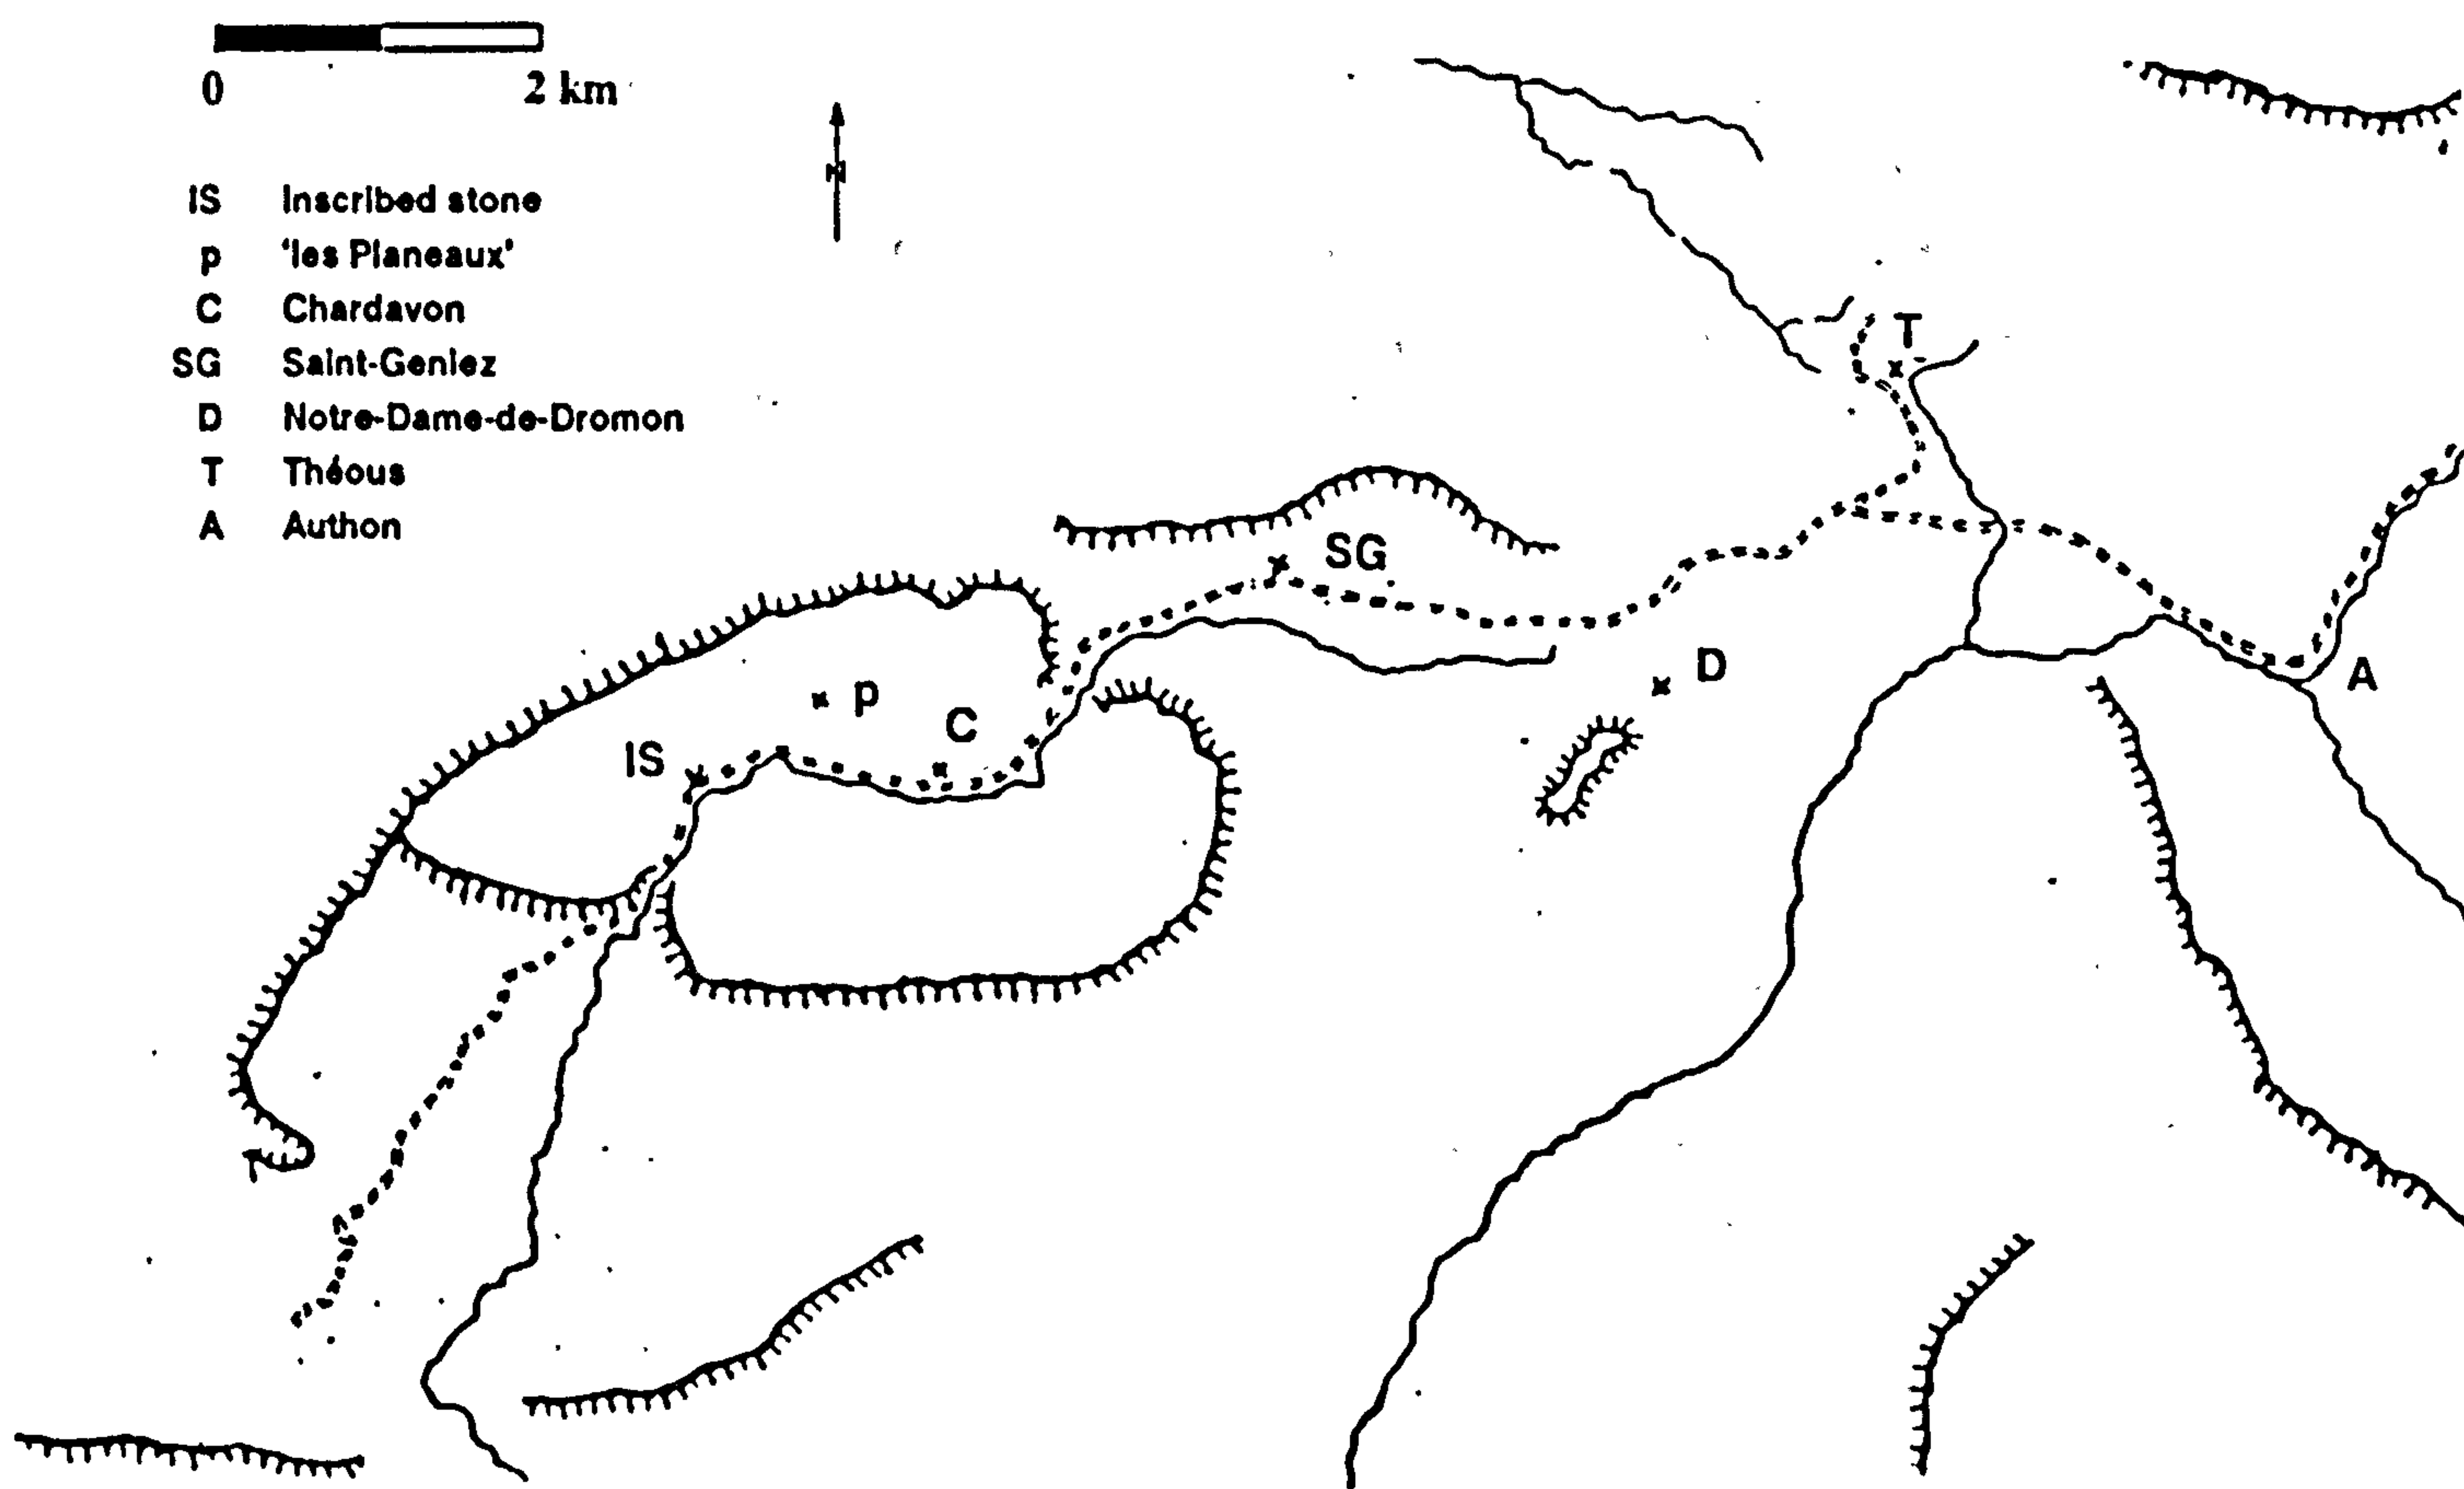 0 2 km
N
IS Inscribed stone
p 'les Planeaux'
C Chardavon
SG Saint-Geniez
D Notre-Dame-de-Dromon
T Théous
A Authon
T
SG
D
A
p
C
IS